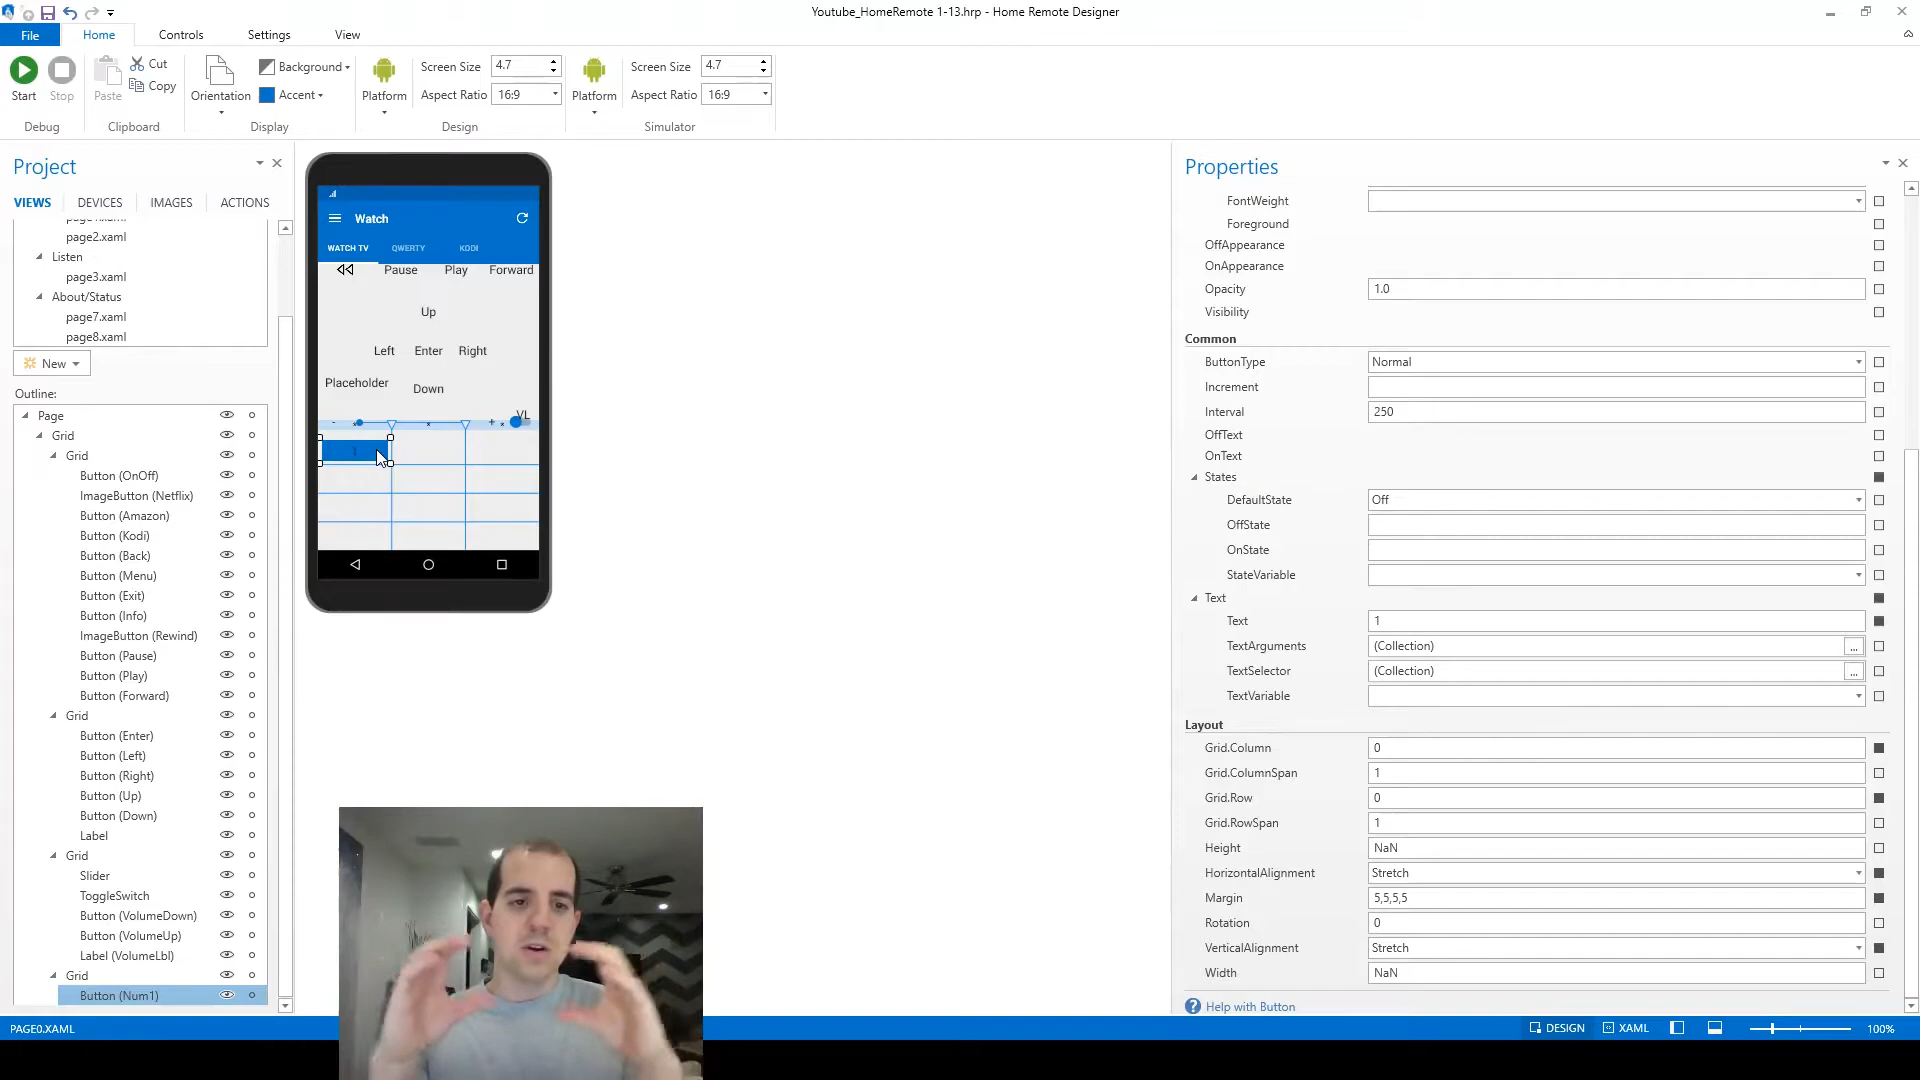 Youtube_HomeRemote 1-13.hrp - Home Remote Designer
File Home Controls Settings View
Start Stop Debug
Paste Cut Copy Clipboard
Orientation Background Accent Display
Platform Screen Size 4.7 Aspect Ratio 16:9 Design
Platform Screen Size 4.7 Aspect Ratio 16:9 Simulator
Project
VIEWS DEVICES IMAGES ACTIONS
page2.xaml
Listen
page3.xaml
About/Status
page7.xaml
page8.xaml
New
Outline:
Page
Grid
Grid
Button (OnOff)
ImageButton (Netflix)
Button (Amazon)
Button (Kodi)
Button (Back)
Button (Menu)
Button (Exit)
Button (Info)
ImageButton (Rewind)
Button (Pause)
Button (Play)
Button (Forward)
Grid
Button (Enter)
Button (Left)
Button (Right)
Button (Up)
Button (Down)
Label
Grid
Slider
ToggleSwitch
Button (VolumeDown)
Button (VolumeUp)
Label (VolumeLbl)
Grid
Button (Num1)
Watch
WATCH TV QWERTY KODI
Pause Play Forward
Up
Left Enter Right
Placeholder Down
VL
- +
1
Properties
FontWeight
Foreground
OffAppearance
OnAppearance
Opacity 1.0
Visibility
Common
ButtonType Normal
Increment
Interval 250
OffText
OnText
States
DefaultState Off
OffState
OnState
StateVariable
Text
Text 1
TextArguments (Collection) ...
TextSelector (Collection) ...
TextVariable
Layout
Grid.Column 0
Grid.ColumnSpan 1
Grid.Row 0
Grid.RowSpan 1
Height NaN
HorizontalAlignment Stretch
Margin 5,5,5,5
Rotation 0
VerticalAlignment Stretch
Width NaN
? Help with Button
PAGE0.XAML DESIGN XAML 100%